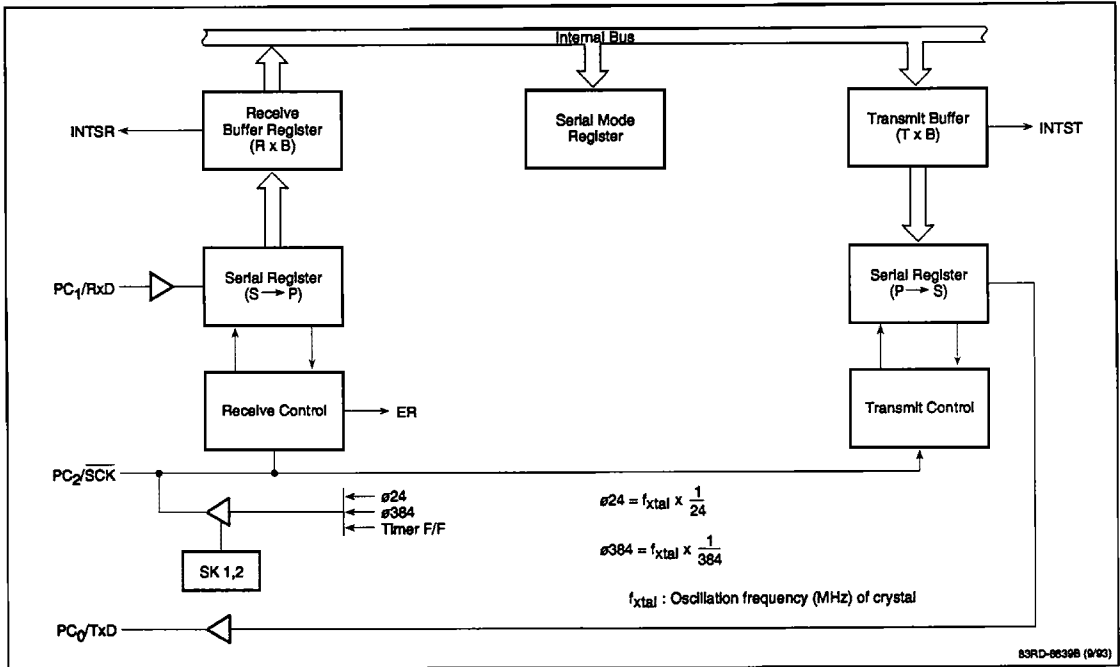 Internal Bus
Receive
Buffer Register
(R x B)
INTSR
Serial Mode
Register
Transmit Buffer
(T x B)
INTST
PC1/RxD
Serial Register
(S → P)
Serial Register
(P → S)
Receive Control
ER
Transmit Control
PC2/S̅C̅K̅
ø24
ø384
Timer F/F
SK 1,2
ø24 = fxtal x 1/24
ø384 = fxtal x 1/384
fxtal : Oscillation frequency (MHz) of crystal
PC0/TxD
83RD-6639B (9/93)